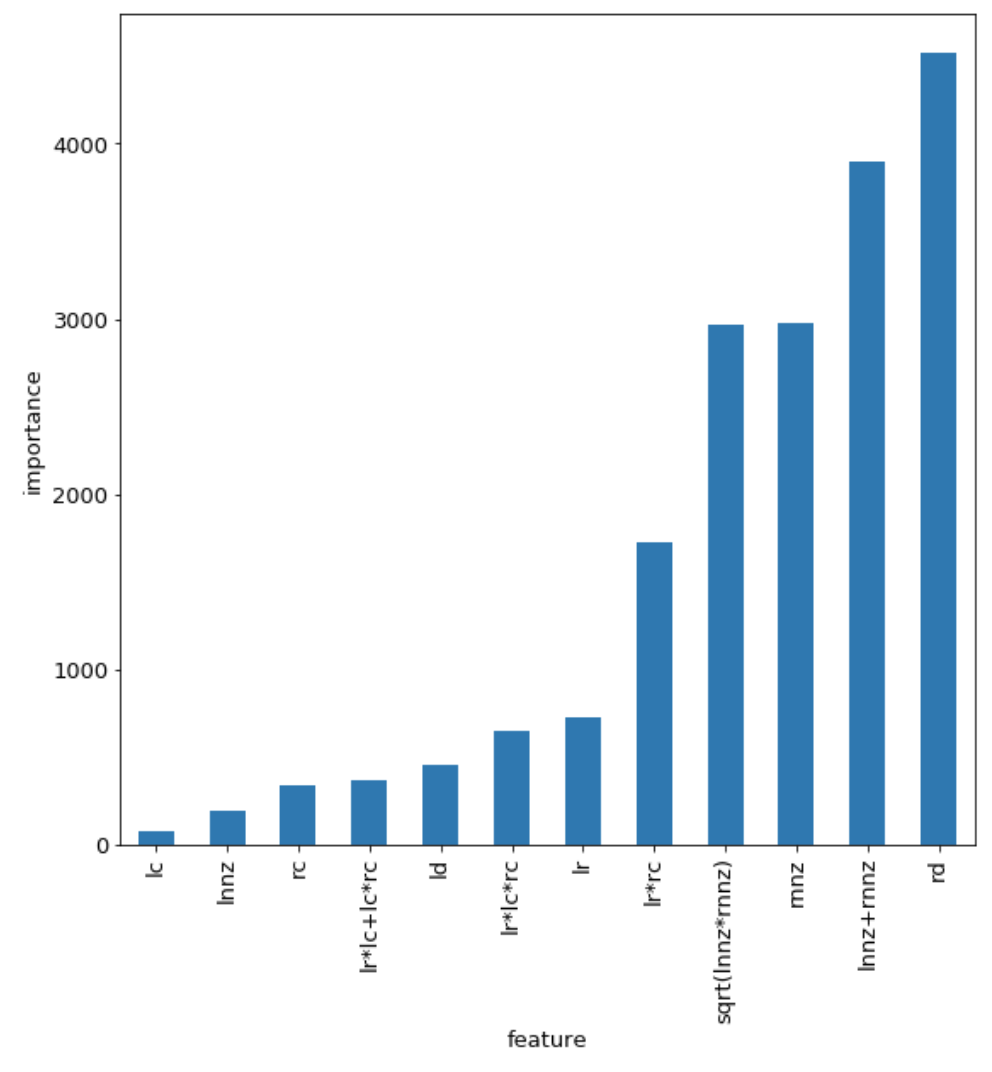 4000
3000
2000
1000
0
importance
lc
lnnz
rc
lr*lc+lc*rc
ld
lr*lc*rc
lr
lr*rc
sqrt(lnnz*rnnz)
rnnz
lnnz+rnnz
rd
feature